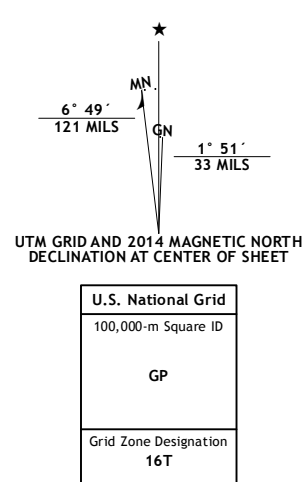 ★
MN
6° 49´
121 MILS
GN
1° 51´
33 MILS
UTM GRID AND 2014 MAGNETIC NORTH
DECLINATION AT CENTER OF SHEET
U.S. National Grid
100,000-m Square ID
GP
Grid Zone Designation
16T